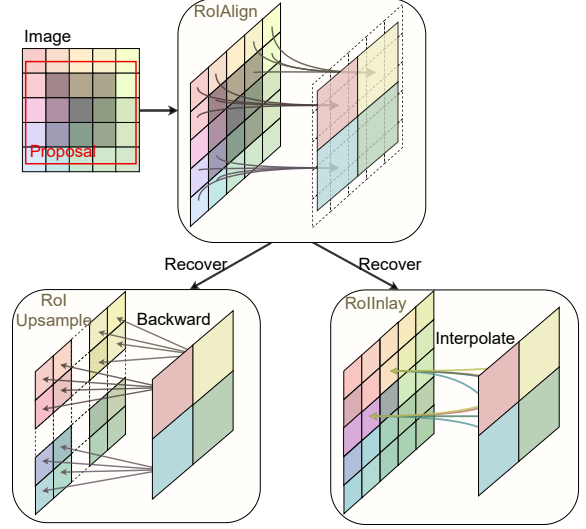 RoIAlign
Image
Proposal
Recover
Recover
RoI
Upsample
Backward
RoIInlay
Interpolate